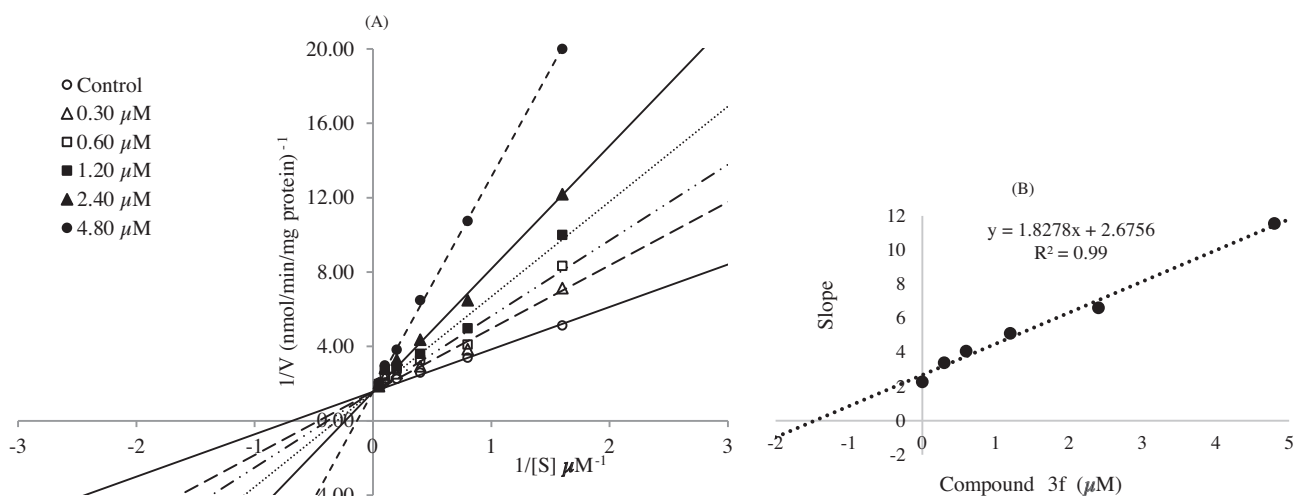 (A)
20.00
16.00
12.00
8.00
4.00
0.00
4.00
1/V (nmol/min/mg protein)⁻¹
Control
0.30 µM
0.60 µM
1.20 µM
2.40 µM
4.80 µM
-3 -2 -1 0 1 2 3
1/[S] µM⁻¹
(B)
y = 1.8278x + 2.6756
R² = 0.99
12
10
8
6
4
2
0
-2
Slope
-2 -1 0 1 2 3 4 5
Compound 3f (µM)